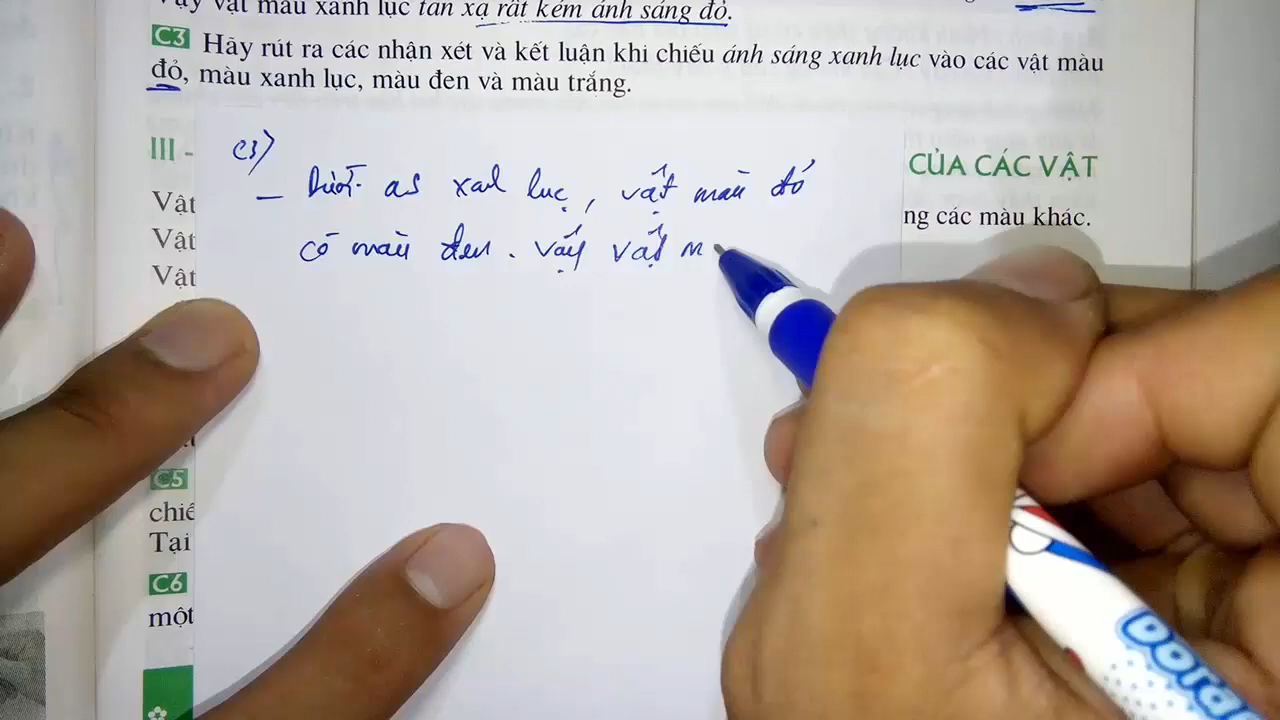 vật màu xanh lục tán xạ rất kém ánh sáng đỏ.
C3 Hãy rút ra các nhận xét và kết luận khi chiếu ánh sáng xanh lục vào các vật màu
đỏ, màu xanh lục, màu đen và màu trắng.
III - CỦA CÁC VẬT
C3)
- Dưới as xanh lục, vật màu đỏ
Vật ng các màu khác.
có màu đen. Vậy vật m
Vật
Vật
C5
chiế
Tại
C6
một
DORA